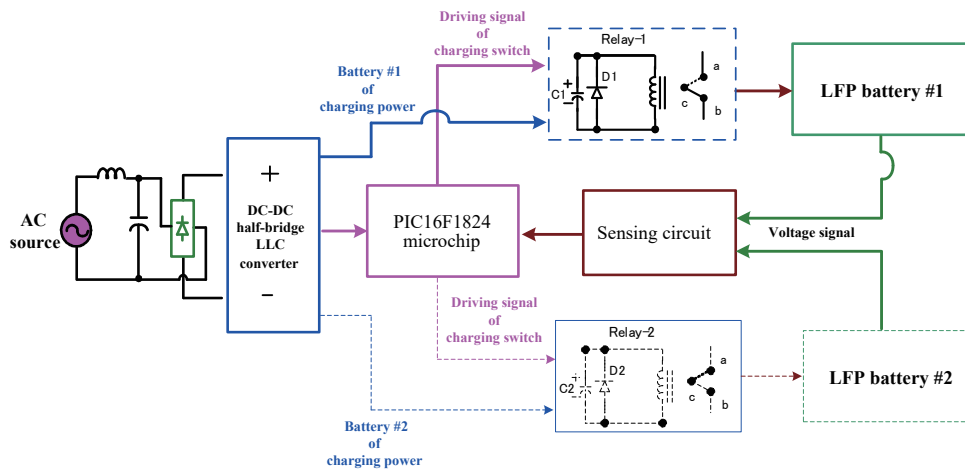 Driving signal
of
charging switch
Battery #1
of
charging power
Relay-1
C1
+
D1
a
c
b
LFP battery #1
AC
source
+
DC-DC
half-bridge
LLC
converter
−
PIC16F1824
microchip
Sensing circuit
Voltage signal
Driving signal
of
charging switch
Relay-2
C2
+
D2
a
c
b
LFP battery #2
Battery #2
of
charging power